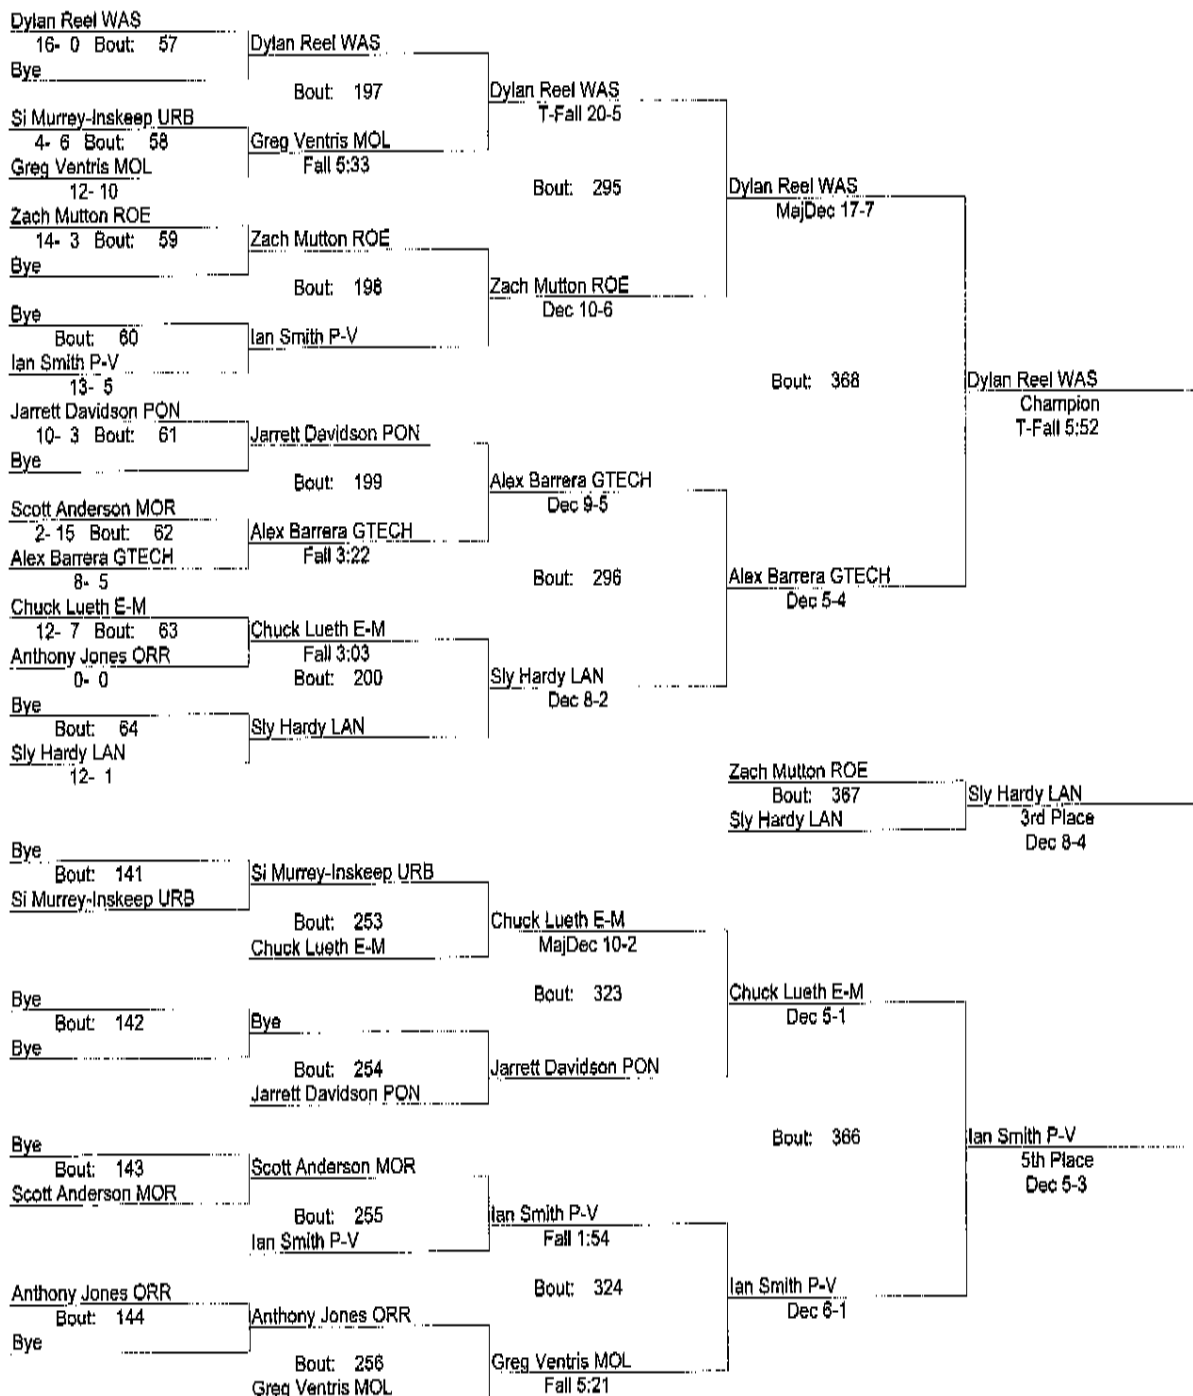 Dylan Reel WAS
16- 0 Bout: 57
Bye
Dylan Reel WAS
Bout: 197
Si Murrey-Inskeep URB
4- 6 Bout: 58
Greg Ventris MOL
12- 10
Greg Ventris MOL
Fall 5:33
Dylan Reel WAS
T-Fall 20-5
Bout: 295
Zach Mutton ROE
14- 3 Bout: 59
Bye
Zach Mutton ROE
Bout: 198
Bye
Bout: 60
Ian Smith P-V
13- 5
Ian Smith P-V
Zach Mutton ROE
Dec 10-6
Dylan Reel WAS
MajDec 17-7
Bout: 368
Jarrett Davidson PON
10- 3 Bout: 61
Bye
Jarrett Davidson PON
Bout: 199
Scott Anderson MOR
2- 15 Bout: 62
Alex Barrera GTECH
8- 5
Alex Barrera GTECH
Fall 3:22
Alex Barrera GTECH
Dec 9-5
Bout: 296
Chuck Lueth E-M
12- 7 Bout: 63
Anthony Jones ORR
0- 0
Chuck Lueth E-M
Fall 3:03
Bout: 200
Bye
Bout: 64
Sly Hardy LAN
12- 1
Sly Hardy LAN
Sly Hardy LAN
Dec 8-2
Alex Barrera GTECH
Dec 5-4
Dylan Reel WAS
Champion
T-Fall 5:52
Zach Mutton ROE
Bout: 367
Sly Hardy LAN
Sly Hardy LAN
3rd Place
Dec 8-4
Bye
Bout: 141
Si Murrey-Inskeep URB
Si Murrey-Inskeep URB
Bout: 253
Chuck Lueth E-M
Chuck Lueth E-M
MajDec 10-2
Bout: 323
Bye
Bout: 142
Bye
Bye
Bout: 254
Jarrett Davidson PON
Jarrett Davidson PON
Chuck Lueth E-M
Dec 5-1
Bout: 366
Bye
Bout: 143
Scott Anderson MOR
Scott Anderson MOR
Bout: 255
Ian Smith P-V
Ian Smith P-V
Fall 1:54
Bout: 324
Anthony Jones ORR
Bout: 144
Bye
Anthony Jones ORR
Bout: 256
Greg Ventris MOL
Greg Ventris MOL
Fall 5:21
Ian Smith P-V
Dec 6-1
Ian Smith P-V
5th Place
Dec 5-3